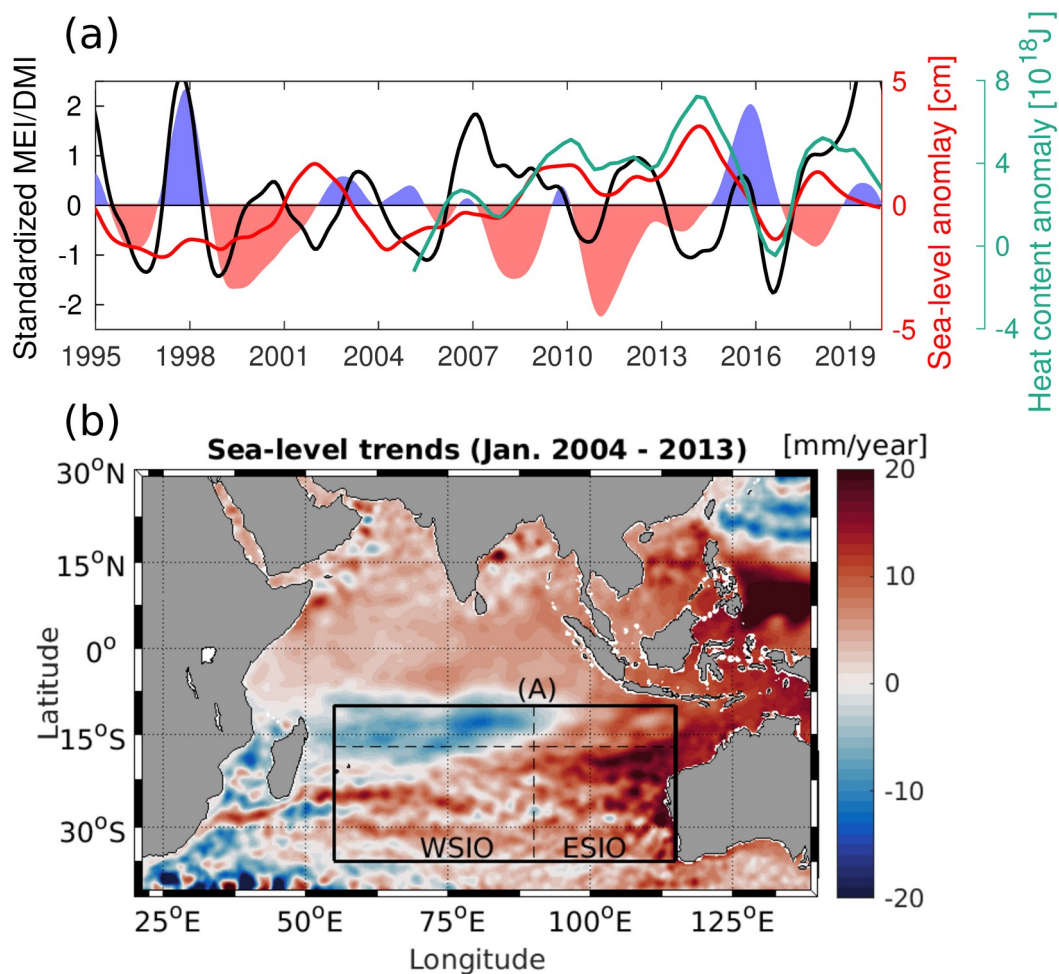 (a)
Standardized MEI/DMI
2
1
0
-1
-2
1995 1998 2001 2004 2007 2010 2013 2016 2019
5
0
-5
Sea-level anomlay [cm]
8
4
0
-4
Heat content anomaly [10¹⁸J]
(b)
Sea-level trends (Jan. 2004 - 2013) [mm/year]
30°N
15°N
0°
15°S
30°S
Latitude
(A)
WSIO ESIO
25°E 50°E 75°E 100°E 125°E
Longitude
20
10
0
-10
-20